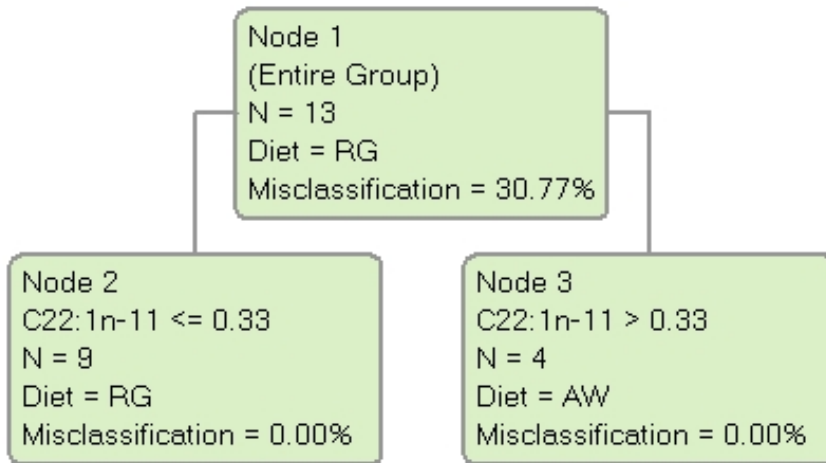 Node 1
(Entire Group)
N = 13
Diet = RG
Misclassification = 30.77%
Node 2
C22:1n-11 <= 0.33
N = 9
Diet = RG
Misclassification = 0.00%
Node 3
C22:1n-11 > 0.33
N = 4
Diet = AW
Misclassification = 0.00%